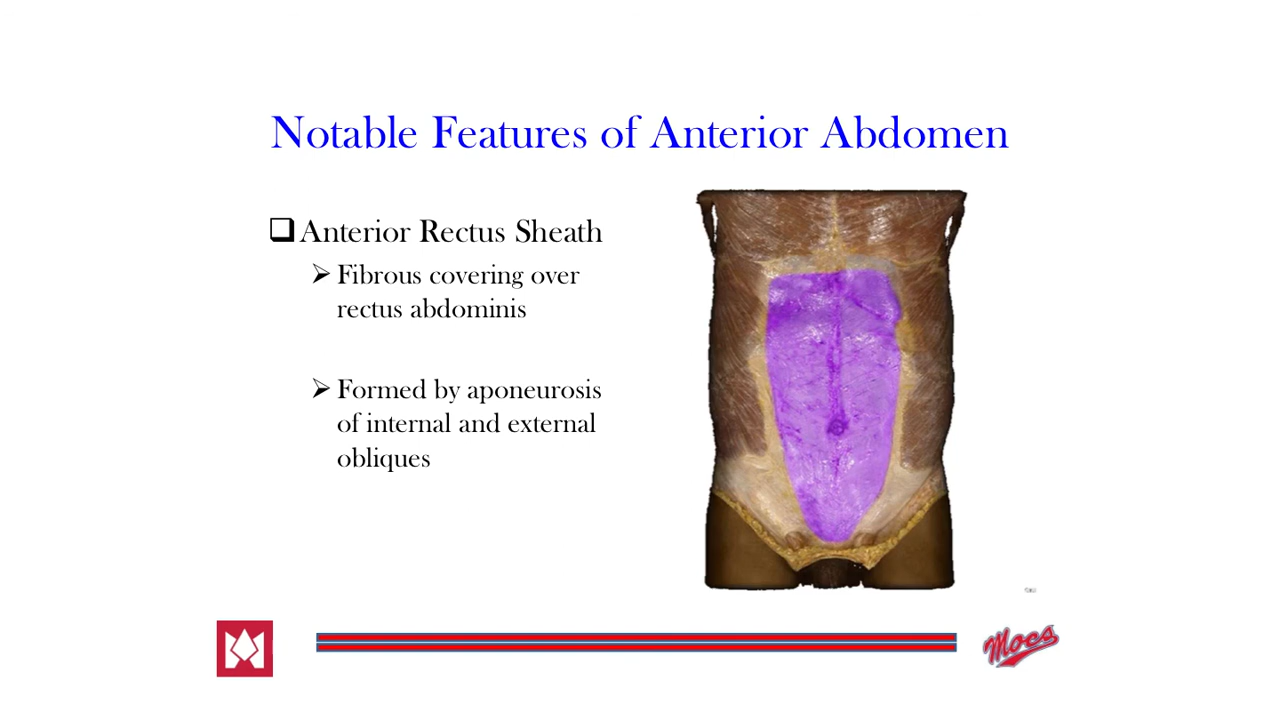 Notable Features of Anterior Abdomen
Anterior Rectus Sheath
Fibrous covering over
rectus abdominis
Formed by aponeurosis
of internal and external
obliques
Mocs